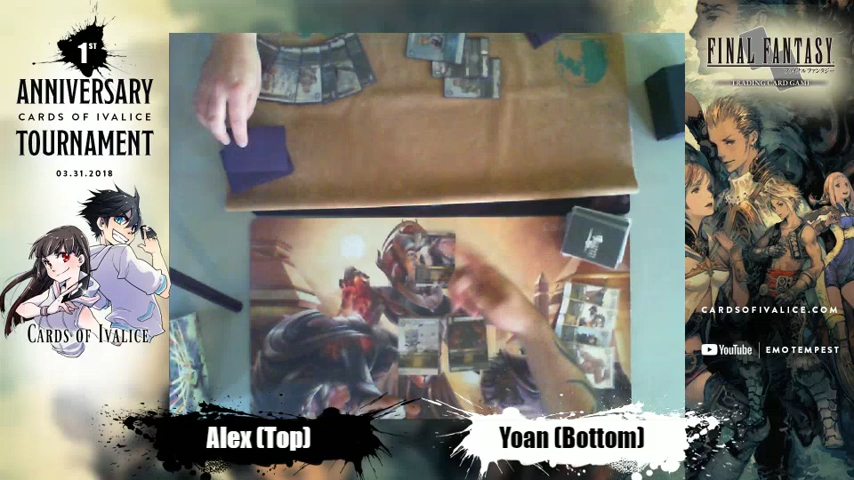 1ST
ANNIVERSARY
CARDS OF IVALICE
TOURNAMENT
03.31.2018
CARDS OF IVALICE
FINAL FANTASY
TRADING CARD GAME
CARDSOFIVALICE.COM
YouTube | EMOTEMPEST
Alex (Top)
Yoan (Bottom)